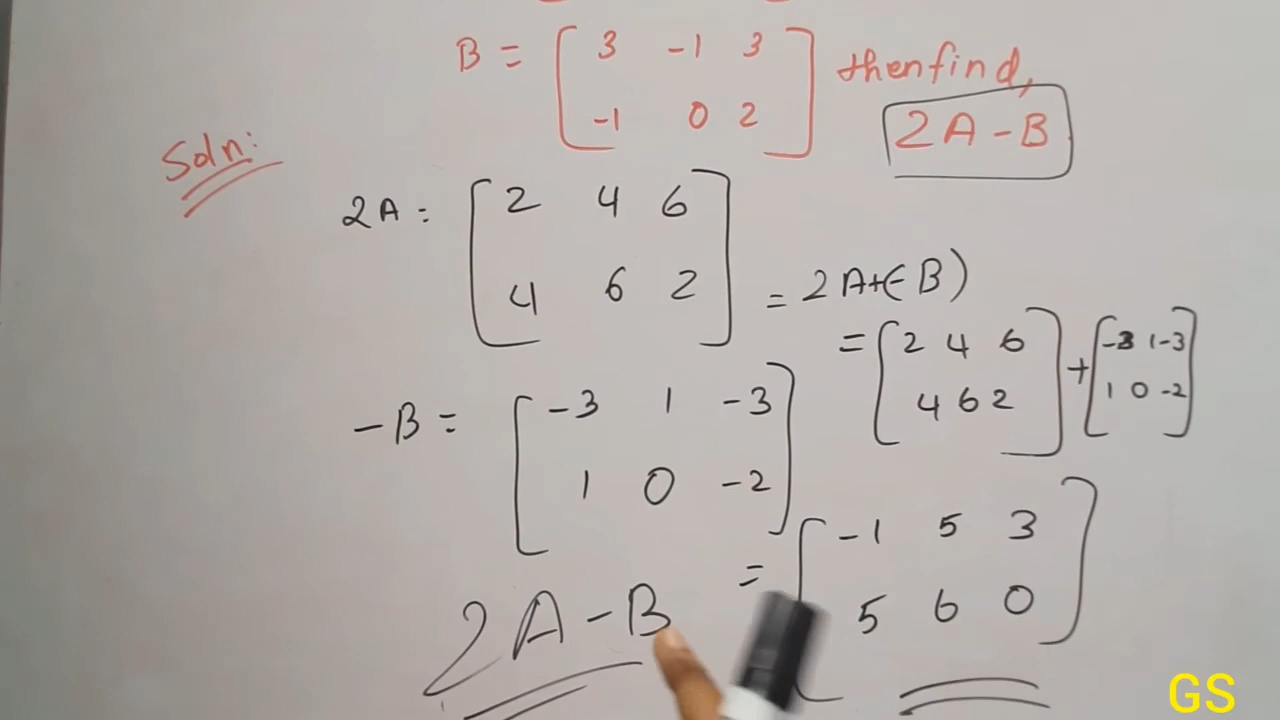 B = [ 3 -1 3
-1 0 2 ] then find,
2A-B
Soln:
2A = [ 2 4 6
4 6 2 ]
= 2A+(-B)
= [ 2 4 6
4 6 2 ] + [ -3 1 -3
1 0 -2 ]
-B = [ -3 1 -3
1 0 -2 ]
2A-B = [ -1 5 3
5 6 0 ]
GS